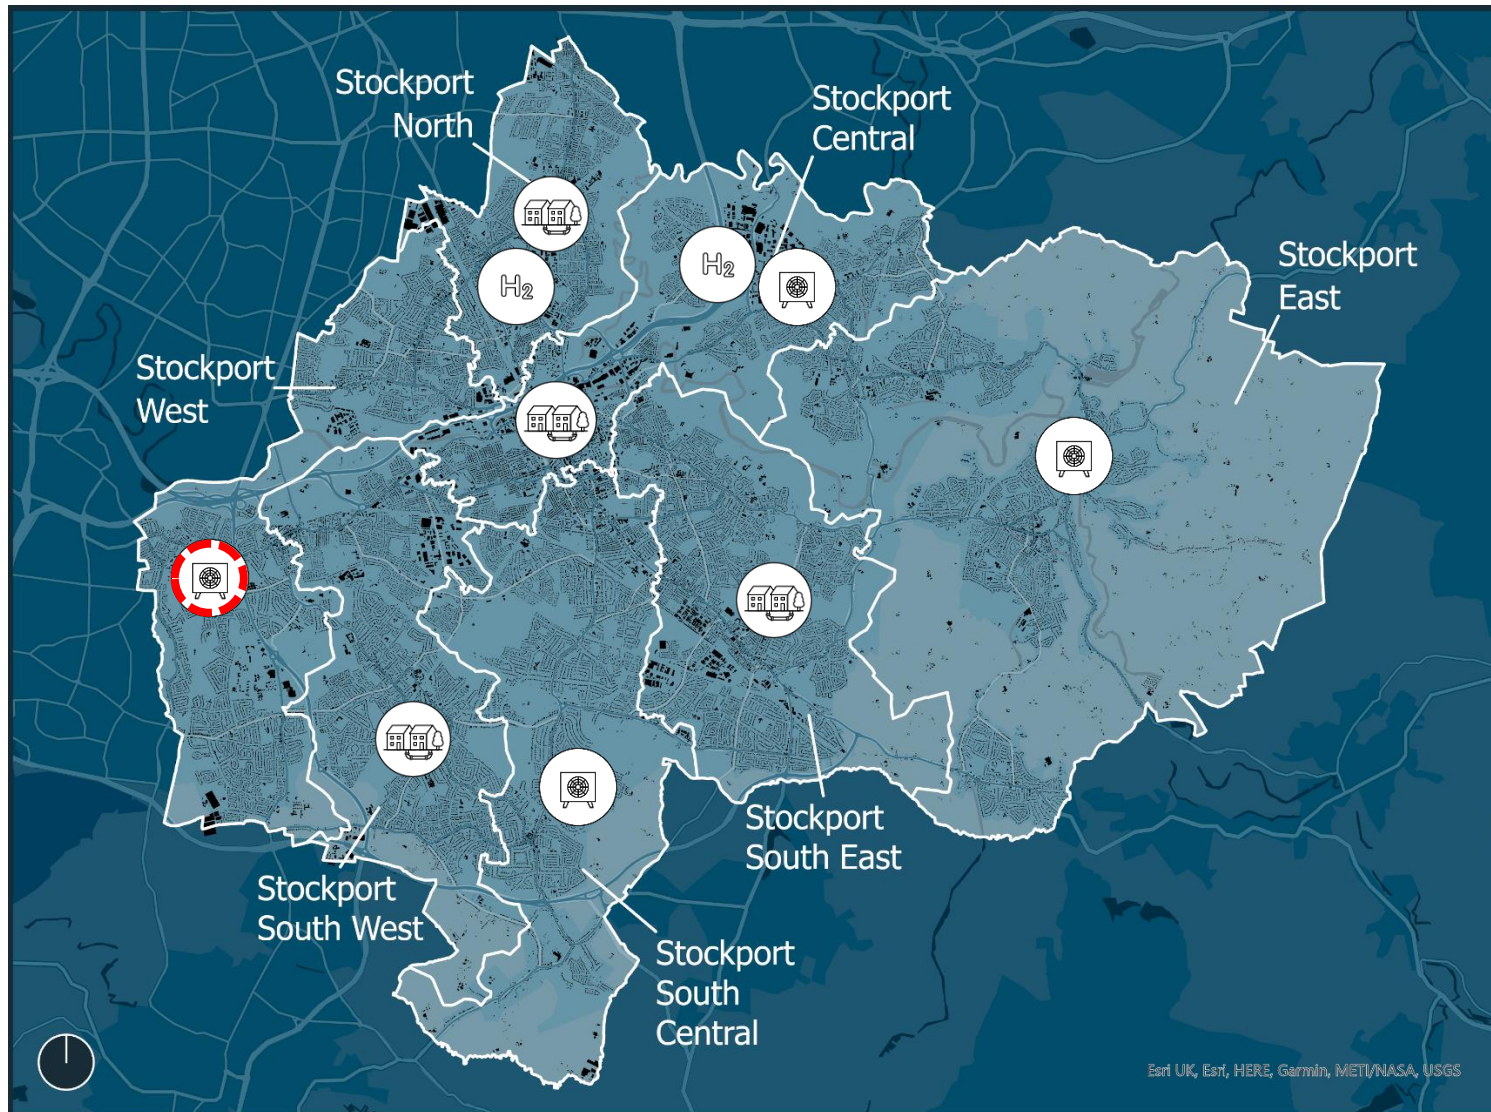 Stockport
North
Stockport
Central
Stockport
East
H₂
H₂
Stockport
West
Stockport
South East
Stockport
South West
Stockport
South
Central
Esri UK, Esri, HERE, Garmin, METI/NASA, USGS